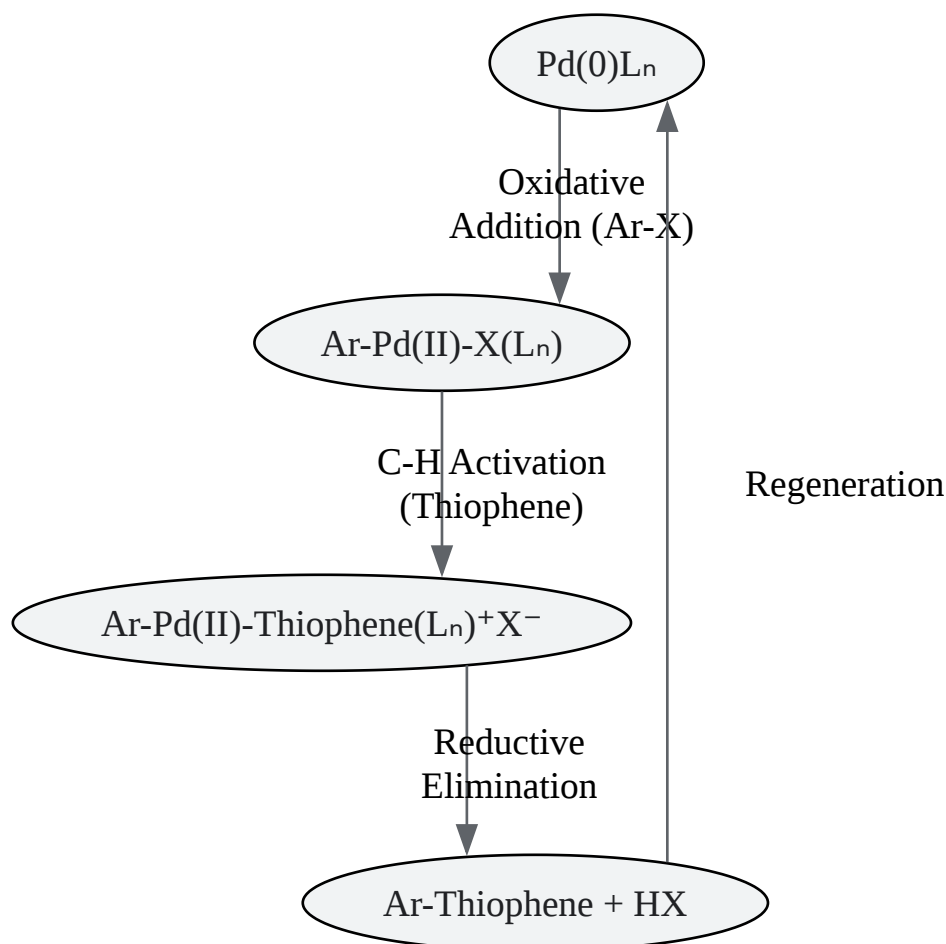 Pd(0)Lₙ
Oxidative
Addition (Ar-X)
Ar-Pd(II)-X(Lₙ)
C-H Activation
(Thiophene)
Regeneration
Ar-Pd(II)-Thiophene(Lₙ)⁺X⁻
Reductive
Elimination
Ar-Thiophene + HX